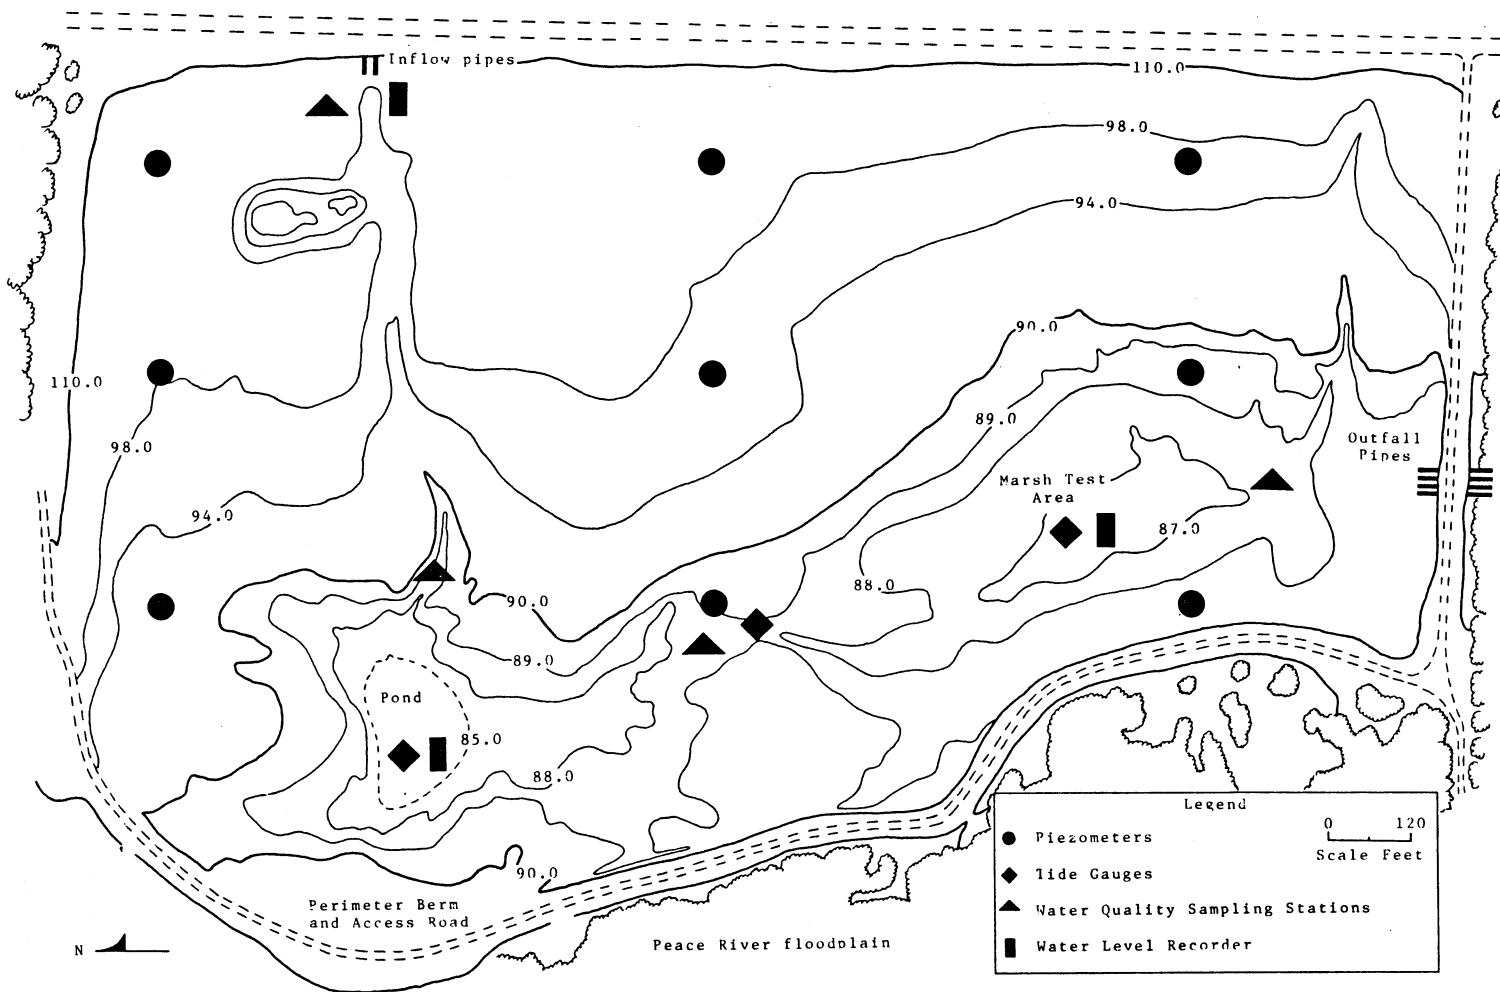 Inflow pipes
110.0
98.0
94.0
90.0
110.0
89.0
98.0
Outfall
Pipes
Marsh Test
Area
94.0
87.0
88.0
90.0
89.0
Pond
85.0
88.0
90.0
Perimeter Berm
and Access Road
N
Peace River floodplain
Legend
0 120
Scale Feet
Piezometers
Tide Gauges
Water Quality Sampling Stations
Water Level Recorder